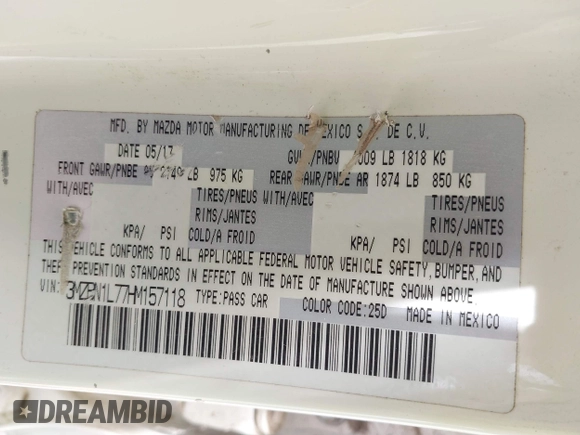 MFD. BY MAZDA MOTOR MANUFACTURING DE MEXICO S. DE C.V.
DATE 05/17 1818 KG
FRONT GAWR/PNBE LB 975 KG REAR GAWR/PNBE AR 1874 LB 850 KG
WITH/AVEC TIRES/PNEUS WITH/AVEC TIRES/PNEUS
RIMS/JANTES RIMS/JANTES
KPA/ PSI COLD/A FROID KPA/ PSI COLD/A FROID
THIS VEHICLE CONFORMS TO ALL APPLICABLE FEDERAL MOTOR VEHICLE SAFETY, BUMPER, AND
THEFT PREVENTION STANDARDS IN EFFECT ON THE DATE OF MANUFACTURE SHOWN ABOVE.
VIN: 3MZBN1L77HM157118 TYPE:PASS CAR COLOR CODE:25D MADE IN MEXICO
DREAMBID